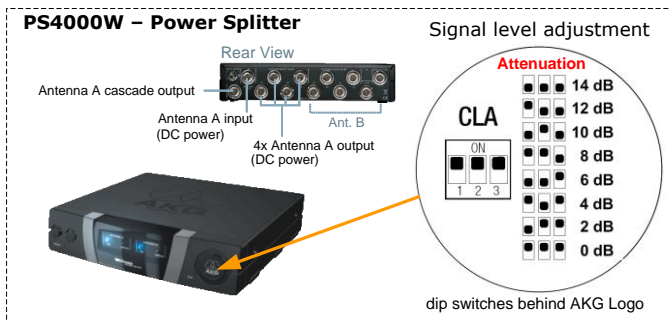 PS4000W – Power Splitter
Signal level adjustment
Rear View
Antenna A cascade output
Antenna A input
(DC power)
4x Antenna A output
(DC power)
Ant. B
Attenuation
14 dB
12 dB
10 dB
8 dB
6 dB
4 dB
2 dB
0 dB
CLA
ON
1 2 3
AKG
AKG
dip switches behind AKG Logo